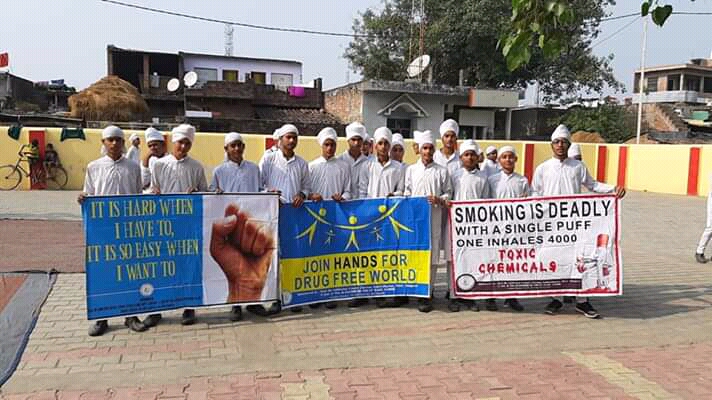 IT IS HARD WHEN
I HAVE TO,
IT IS SO EASY WHEN
I WANT TO
JOIN HANDS FOR
DRUG FREE WORLD
SMOKING IS DEADLY
WITH A SINGLE PUFF
ONE INHALES 4000
TOXIC
CHEMICALS